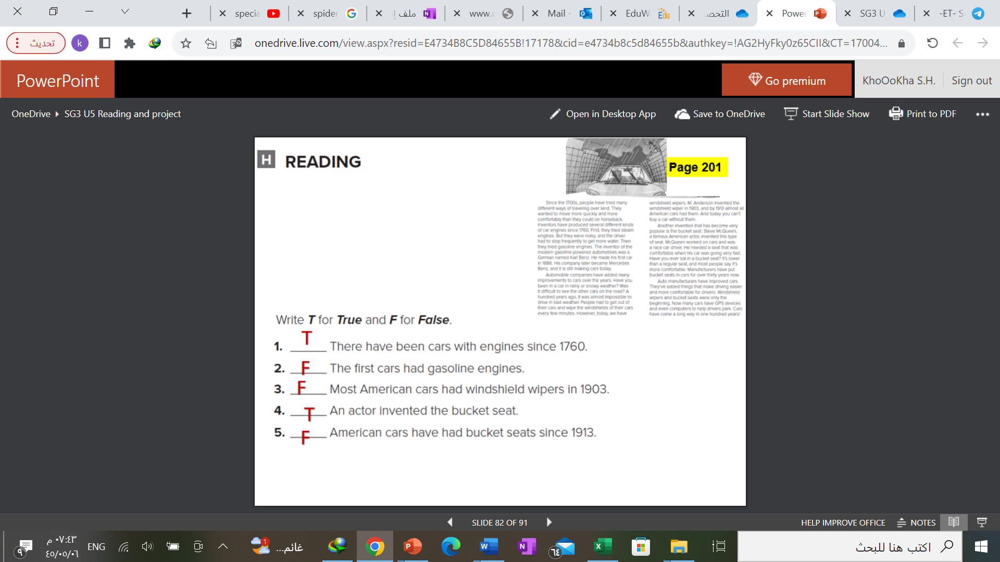 specia
spider
ملف إ
www.c
Mail -
EduW
التحصي
Power
SG3 U
-ET- S
تحديث
k
onedrive.live.com/view.aspx?resid=E4734B8C5D84655B!17178&cid=e4734b8c5d84655b&authkey=!AG2HyFky0z65CII&CT=17004...
PowerPoint
Go premium
KhoOoKha S.H.
Sign out
OneDrive ▸ SG3 U5 Reading and project
Open in Desktop App
Save to OneDrive
Start Slide Show
Print to PDF
H READING
Page 201
Since the 1700s, people have tried many
different ways of traveling over land. They
wanted to move more quickly and more
comfortably than they could on horseback.
Inventors have produced several different kinds
of car engines since 1760. First, they tried steam
engines. But they were noisy, and the driver
had to stop frequently to get more water. Then
they tried gasoline engines. The inventor of the
modern gasoline-powered automobiles was a
German named Karl Benz. He made his first car
in 1886. His company later became Mercedes
Benz, and it is still making cars today.
Automobile companies have added many
improvements to cars over the years. Have you
been in a car in rainy or snowy weather? Was
it difficult to see the other cars on the road? A
hundred years ago, it was almost impossible to
drive in bad weather. People had to get out of
their cars and wipe the windshields of their cars
every few minutes. However, today, we have
windshield wipers. M. Anderson invented the
windshield wiper in 1903, and by 1913 almost all
American cars had them. And today you can't
buy a car without them.
Another invention that has become very
popular is the bucket seat. Steve McQueen,
a famous American actor, invented this type
of seat. McQueen worked on cars and was
a race car driver. He needed a seat that was
comfortable when his car was going very fast.
Have you ever sat in a bucket seat? It's lower
than a regular seat, and most people say it's
more comfortable. Manufacturers have put
bucket seats in cars for over thirty years now.
Auto manufacturers have improved cars.
They've added things that make driving easier
and more comfortable for drivers. Windshield
wipers and bucket seats were only the
beginning. Now many cars have GPS devices
and even computers to help drivers park. Cars
have come a long way in one hundred years!
Write T for True and F for False.
1. T There have been cars with engines since 1760.
2. F The first cars had gasoline engines.
3. F Most American cars had windshield wipers in 1903.
4. T An actor invented the bucket seat.
5. F American cars have had bucket seats since 1913.
SLIDE 82 OF 91
HELP IMPROVE OFFICE
NOTES
٩
٠٧:٤٣ م
٤٥/٠٥/٠٦
ENG
1
غائم...
٦٤
اكتب هنا للبحث